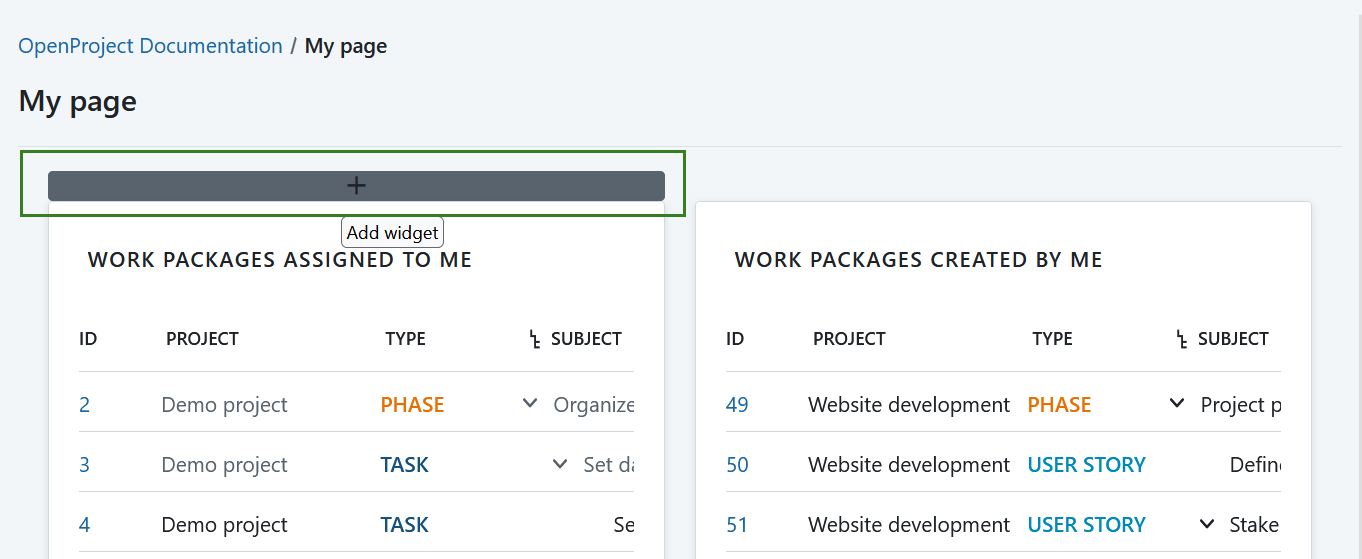 OpenProject Documentation / My page
My page
+
Add widget
WORK PACKAGES ASSIGNED TO ME
ID PROJECT TYPE SUBJECT
2 Demo project PHASE Organize
3 Demo project TASK Set da
4 Demo project TASK Se
WORK PACKAGES CREATED BY ME
ID PROJECT TYPE SUBJECT
49 Website development PHASE Project p
50 Website development USER STORY Define
51 Website development USER STORY Stake